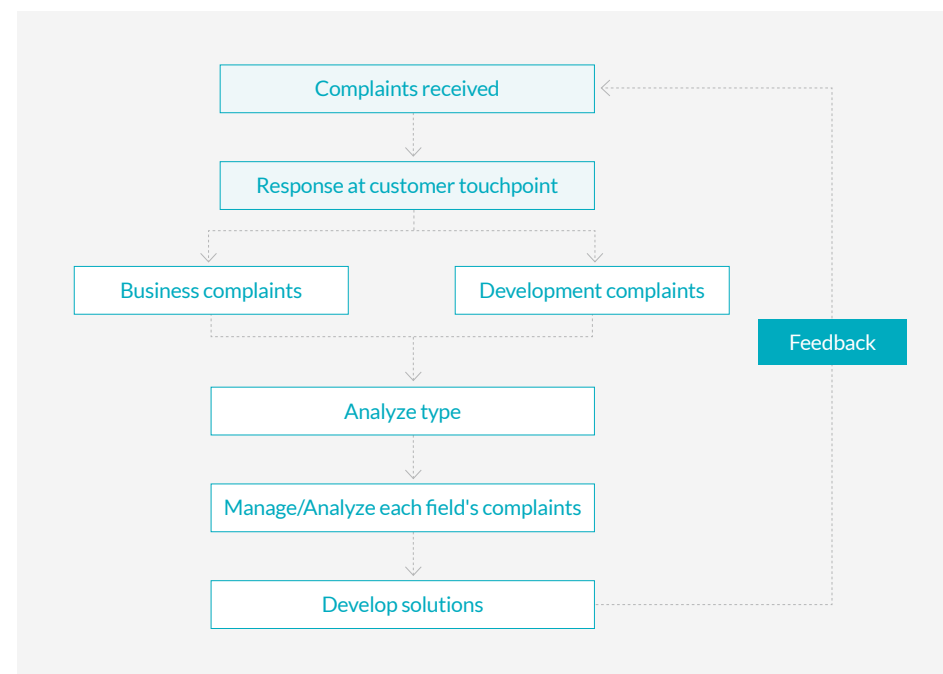 Complaints received
Response at customer touchpoint
Business complaints
Development complaints
Feedback
Analyze type
Manage/Analyze each field's complaints
Develop solutions